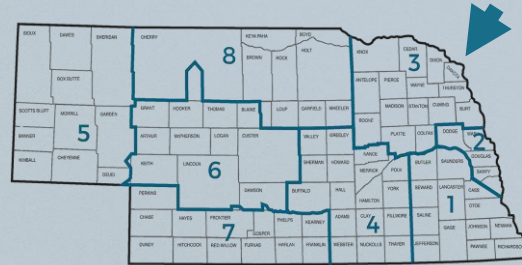 SIOUX
DAWES
SHERIDAN
BOX BUTTE
SCOTTS BLUFF
MORRILL
GARDEN
BANNER
5
KIMBALL
CHEYENNE
DEUEL
CHERRY
8
KEYA PAHA
BOYD
BROWN
ROCK
HOLT
GRANT
HOOKER
THOMAS
BLAINE
LOUP
GARFIELD
WHEELER
ARTHUR
McPHERSON
LOGAN
CUSTER
VALLEY
GREELEY
KEITH
LINCOLN
6
SHERMAN
HOWARD
PERKINS
DAWSON
BUFFALO
HALL
CHASE
HAYES
FRONTIER
GOSPER
PHELPS
KEARNEY
7
DUNDY
HITCHCOCK
RED WILLOW
FURNAS
HARLAN
FRANKLIN
KNOX
CEDAR
DIXON
DAKOTA
3
ANTELOPE
PIERCE
WAYNE
THURSTON
MADISON
STANTON
CUMING
BURT
BOONE
PLATTE
COLFAX
DODGE
2
NANCE
MERRICK
POLK
BUTLER
SAUNDERS
DOUGLAS
SARPY
HAMILTON
YORK
SEWARD
LANCASTER
CASS
1
OTOE
ADAMS
CLAY
FILLMORE
SALINE
4
GAGE
JOHNSON
NEMAHA
WEBSTER
NUCKOLLS
THAYER
JEFFERSON
PAWNEE
RICHARDSON